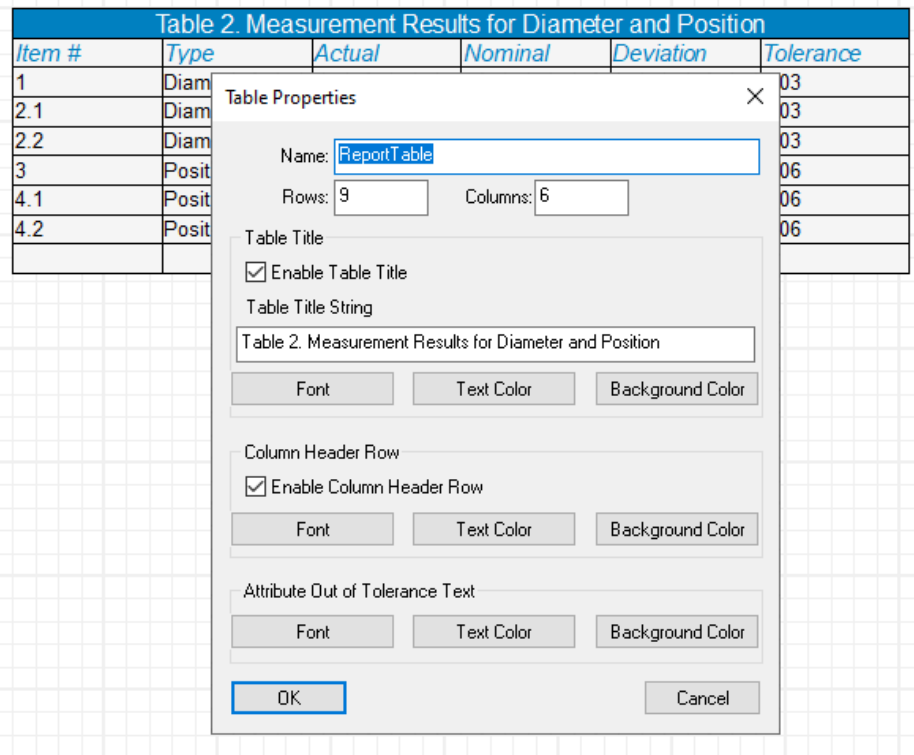 Table 2. Measurement Results for Diameter and Position
Item # Type Actual Nominal Deviation Tolerance
1 Diam 03
2.1 Diam 03
2.2 Diam 03
3 Posit 06
4.1 Posit 06
4.2 Posit 06
Table Properties
Name: ReportTable
Rows: 9 Columns: 6
Table Title
Enable Table Title
Table Title String
Table 2. Measurement Results for Diameter and Position
Font Text Color Background Color
Column Header Row
Enable Column Header Row
Font Text Color Background Color
Attribute Out of Tolerance Text
Font Text Color Background Color
OK Cancel